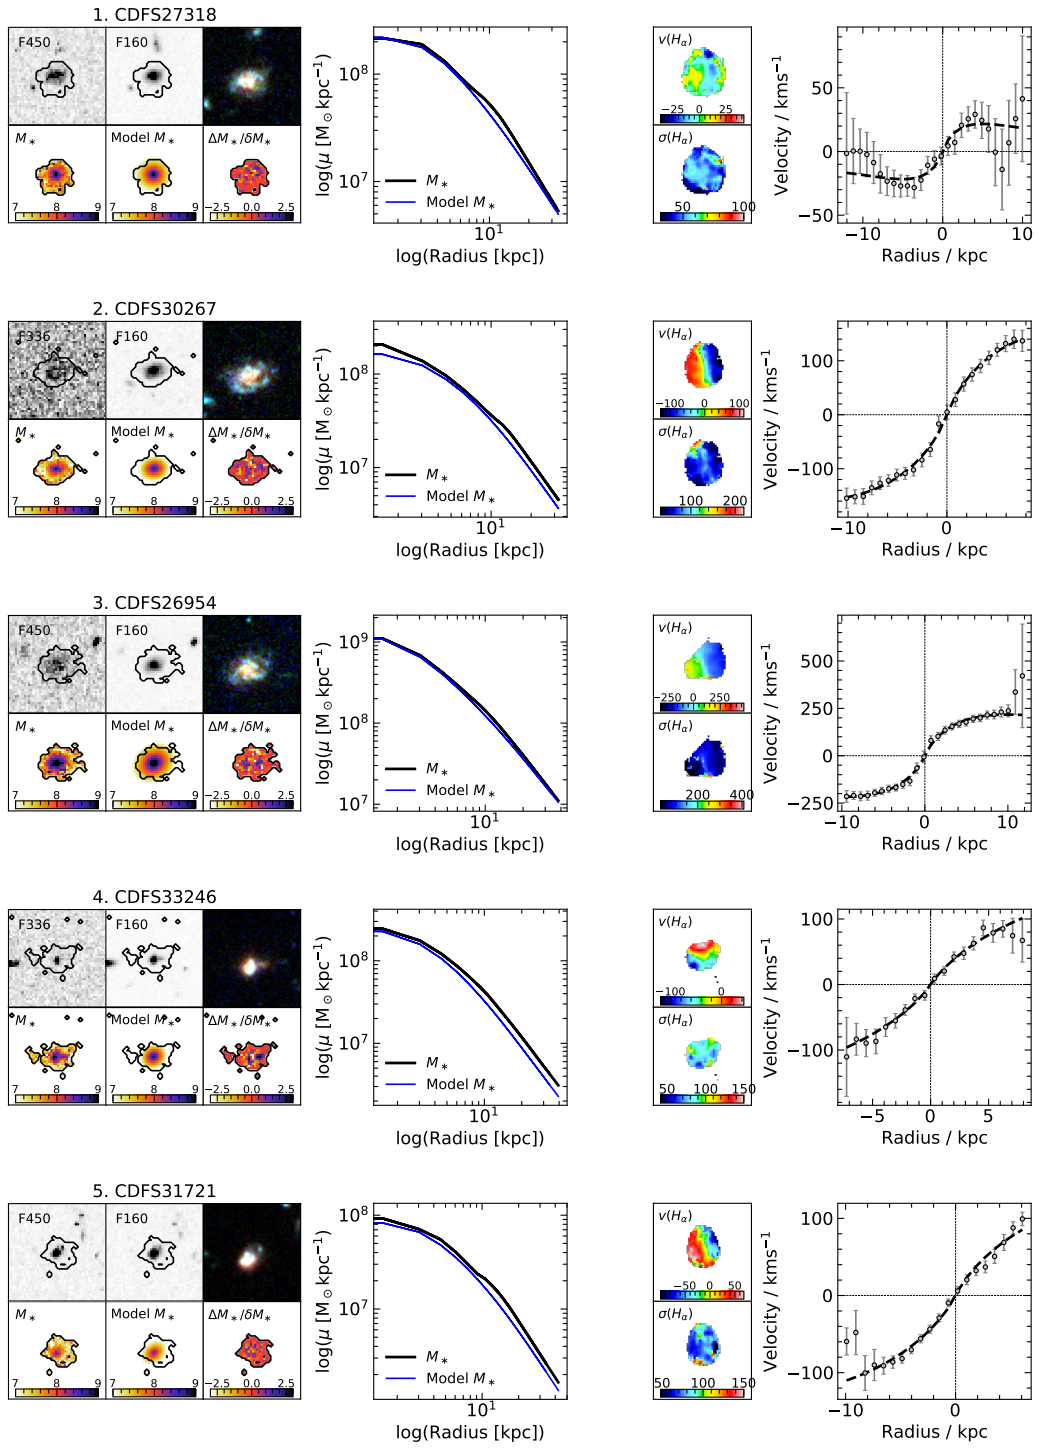 1. CDFS27318
F450
F160
M∗
Model M∗
ΔM∗/δM∗
7 8 9
7 8 9
−2.5 0.0 2.5
log(μ [M⊙kpc⁻¹)
10⁸
10⁷
M∗
Model M∗
10¹
log(Radius [kpc])
v(Hα)
−25 0 25
σ(Hα)
50 100
Velocity / kms⁻¹
50
0
−50
−10 0 10
Radius / kpc
2. CDFS30267
F336
F160
M∗
Model M∗
ΔM∗/δM∗
7 8 9
7 8 9
−2.5 0.0 2.5
log(μ [M⊙kpc⁻¹)
10⁸
10⁷
M∗
Model M∗
10¹
log(Radius [kpc])
v(Hα)
−100 0 100
σ(Hα)
100 200
Velocity / kms⁻¹
100
0
−100
−10 0
Radius / kpc
3. CDFS26954
F450
F160
M∗
Model M∗
ΔM∗/δM∗
7 8 9
7 8 9
−2.5 0.0 2.5
log(μ [M⊙kpc⁻¹)
10⁹
10⁸
10⁷
M∗
Model M∗
10¹
log(Radius [kpc])
v(Hα)
−250 0 250
σ(Hα)
200 400
Velocity / kms⁻¹
500
250
0
−250
−10 0 10
Radius / kpc
4. CDFS33246
F336
F160
M∗
Model M∗
ΔM∗/δM∗
7 8 9
7 8 9
−2.5 0.0 2.5
log(μ [M⊙kpc⁻¹)
10⁸
10⁷
M∗
Model M∗
10¹
log(Radius [kpc])
v(Hα)
−100 0
σ(Hα)
50 100 150
Velocity / kms⁻¹
100
0
−100
−5 0 5
Radius / kpc
5. CDFS31721
F450
F160
M∗
Model M∗
ΔM∗/δM∗
7 8 9
7 8 9
−2.5 0.0 2.5
log(μ [M⊙kpc⁻¹)
10⁸
10⁷
M∗
Model M∗
10¹
log(Radius [kpc])
v(Hα)
−50 0 50
σ(Hα)
50 100 150
Velocity / kms⁻¹
100
0
−100
−10 −5 0 5
Radius / kpc